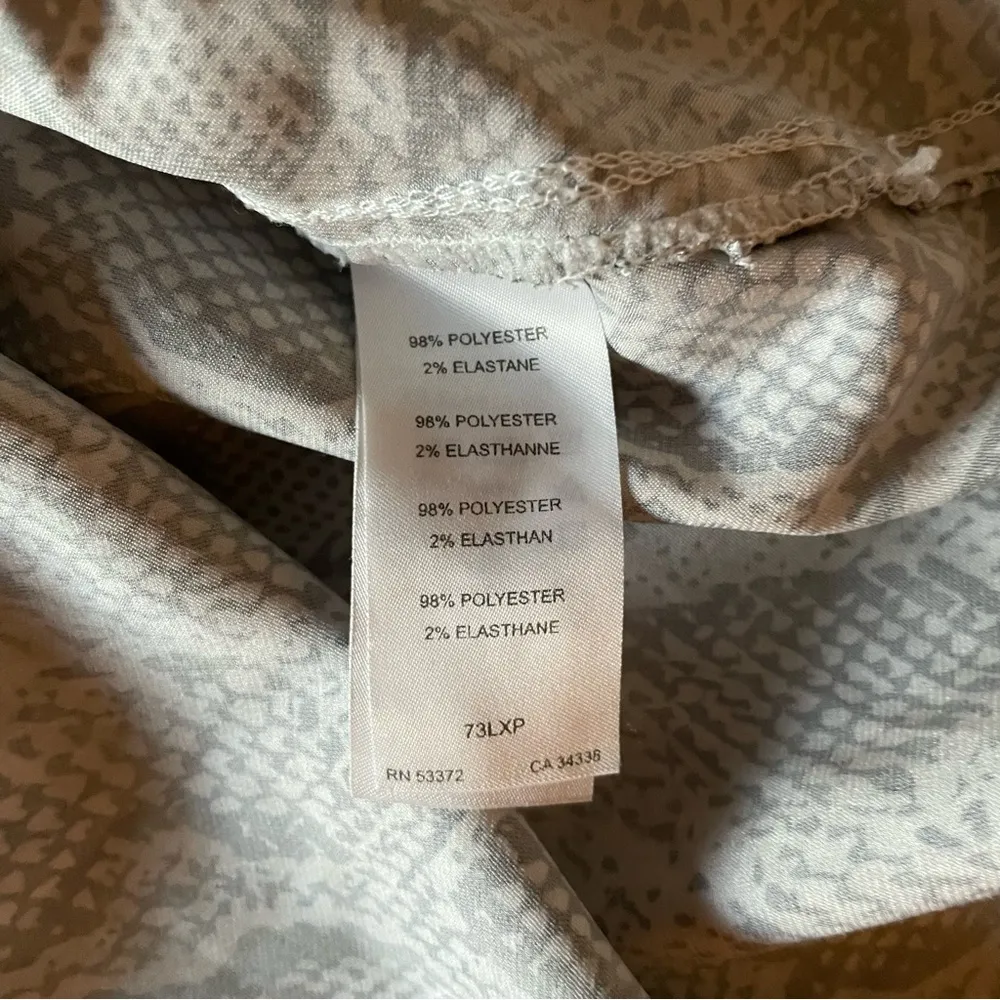 98% POLYESTER
2% ELASTANE
98% POLYESTER
2% ELASTHANNE
98% POLYESTER
2% ELASTHAN
98% POLYESTER
2% ELASTHANE
73LXP
RN 53372 CA 34336